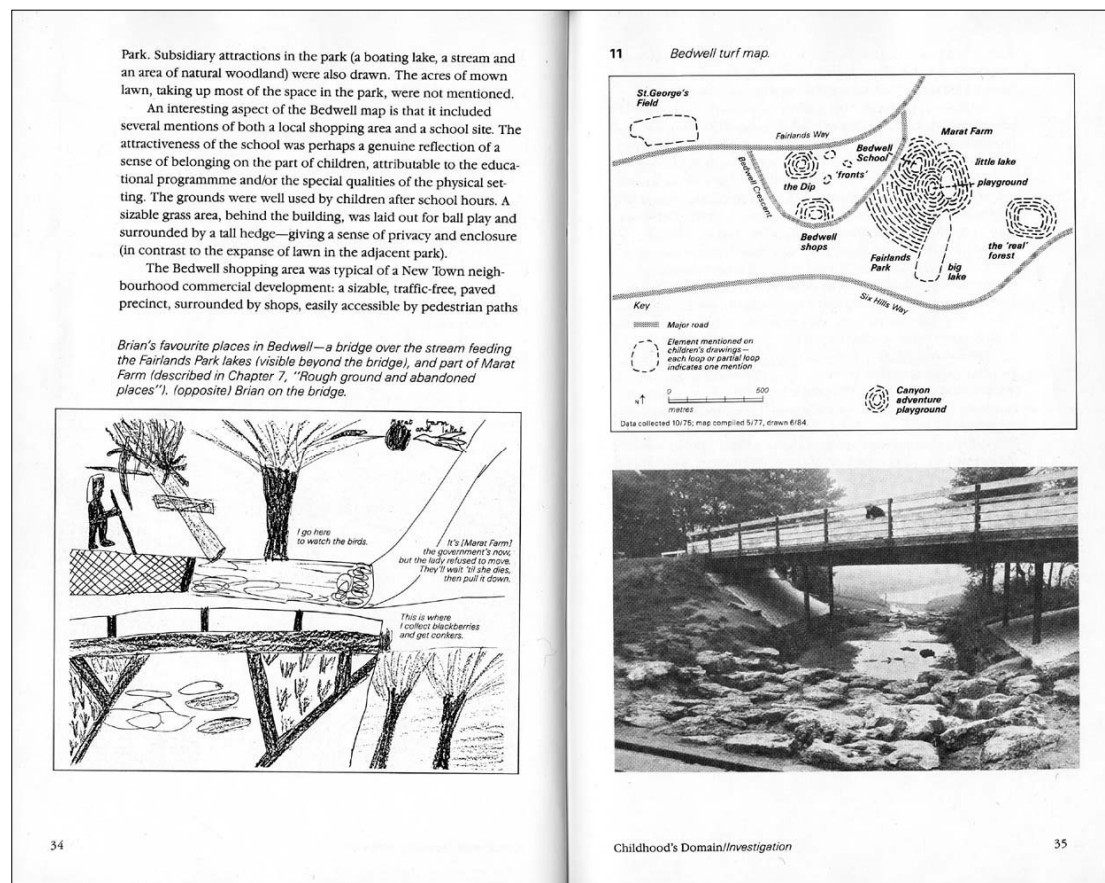 Park. Subsidiary attractions in the park (a boating lake, a stream and
an area of natural woodland) were also drawn. The acres of mown
lawn, taking up most of the space in the park, were not mentioned.
An interesting aspect of the Bedwell map is that it included
several mentions of both a local shopping area and a school site. The
attractiveness of the school was perhaps a genuine reflection of a
sense of belonging on the part of children, attributable to the educa-
tional programmme and/or the special qualities of the physical set-
ting. The grounds were well used by children after school hours. A
sizable grass area, behind the building, was laid out for ball play and
surrounded by a tall hedge—giving a sense of privacy and enclosure
(in contrast to the expanse of lawn in the adjacent park).
The Bedwell shopping area was typical of a New Town neigh-
bourhood commercial development: a sizable, traffic-free, paved
precinct, surrounded by shops, easily accessible by pedestrian paths
Brian's favourite places in Bedwell—a bridge over the stream feeding
the Fairlands Park lakes (visible beyond the bridge), and part of Marat
Farm (described in Chapter 7, "Rough ground and abandoned
places"). (opposite) Brian on the bridge.
Marat farm
and lakes
I go here
to watch the birds.
It's [Marat Farm]
the government's now,
but the lady refused to move.
They'll wait 'til she dies,
then pull it down.
This is where
I collect blackberries
and get conkers.
34
11 Bedwell turf map.
St.George's
Field
Fairlands Way
Bedwell
School
Marat Farm
little lake
playground
'fronts'
the Dip
Bedwell Crescent
Bedwell
shops
Fairlands
Park
big
lake
the 'real'
forest
Six Hills Way
Key
Major road
Element mentioned on
children's drawings—
each loop or partial loop
indicates one mention
N
0 500
metres
Canyon
adventure
playground
Data collected 10/75; map compiled 5/77, drawn 6/84.
Childhood's Domain/Investigation
35